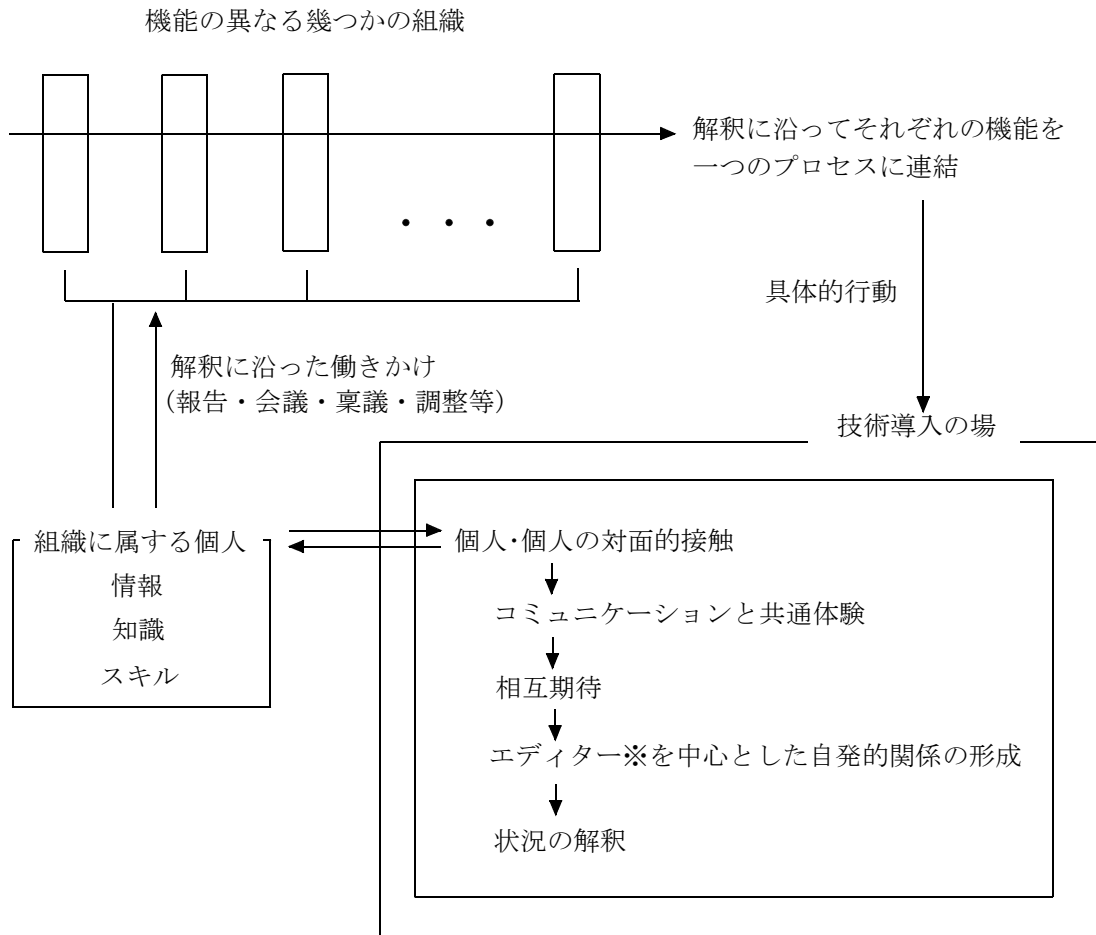 機能の異なる幾つかの組織
解釈に沿ってそれぞれの機能を
一つのプロセスに連結
・・・
具体的行動
解釈に沿った働きかけ
(報告・会議・稟議・調整等)
技術導入の場
組織に属する個人
情報
知識
スキル
個人・個人の対面的接触
コミュニケーションと共通体験
相互期待
エディター※を中心とした自発的関係の形成
状況の解釈